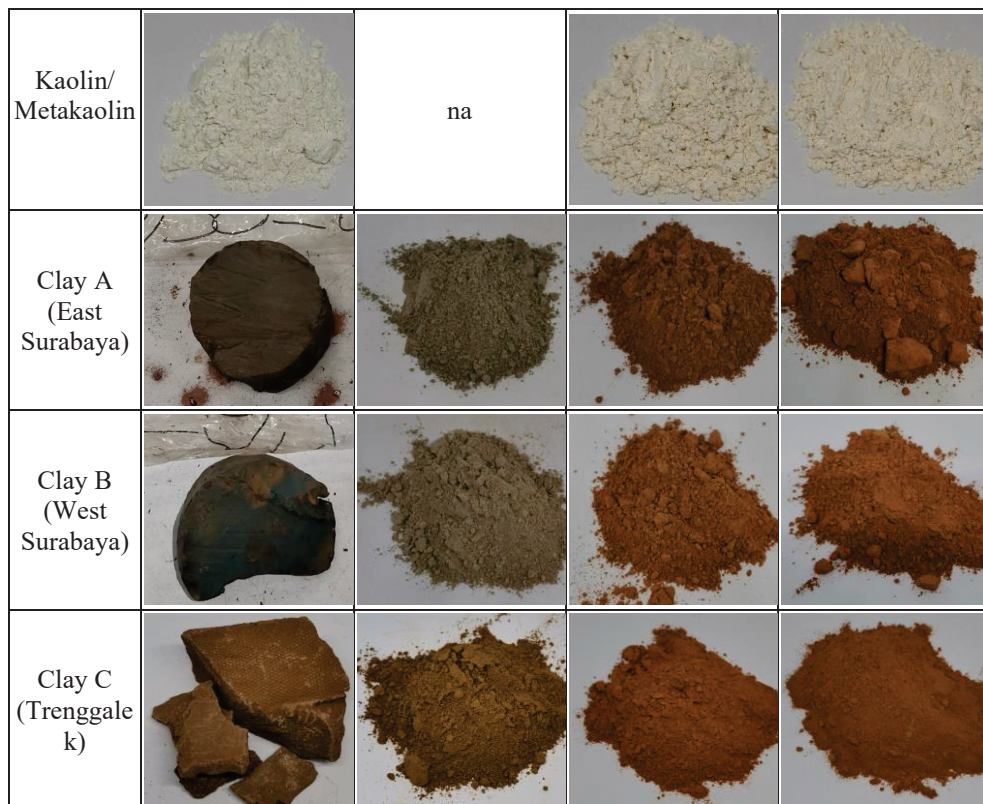 Kaolin/
Metakaolin
na
Clay A
(East
Surabaya)
Clay B
(West
Surabaya)
Clay C
(Trenggale
k)